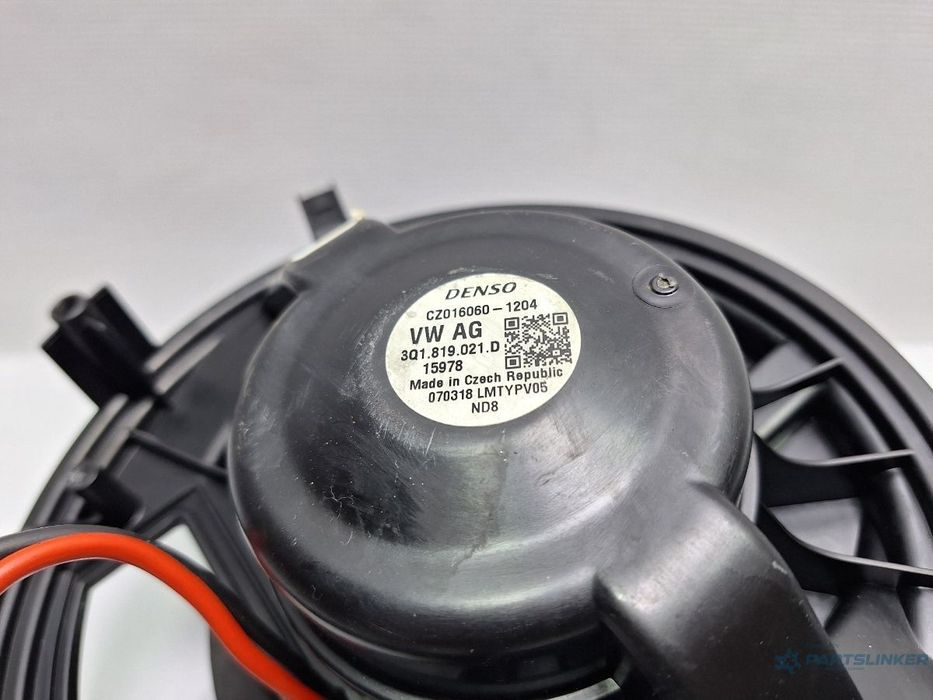 DENSO
CZ016060-1204
VW AG
3Q1.819.021.D
15978
Made in Czech Republic
070318 LMTYPV05
ND8
PARTSLINKER